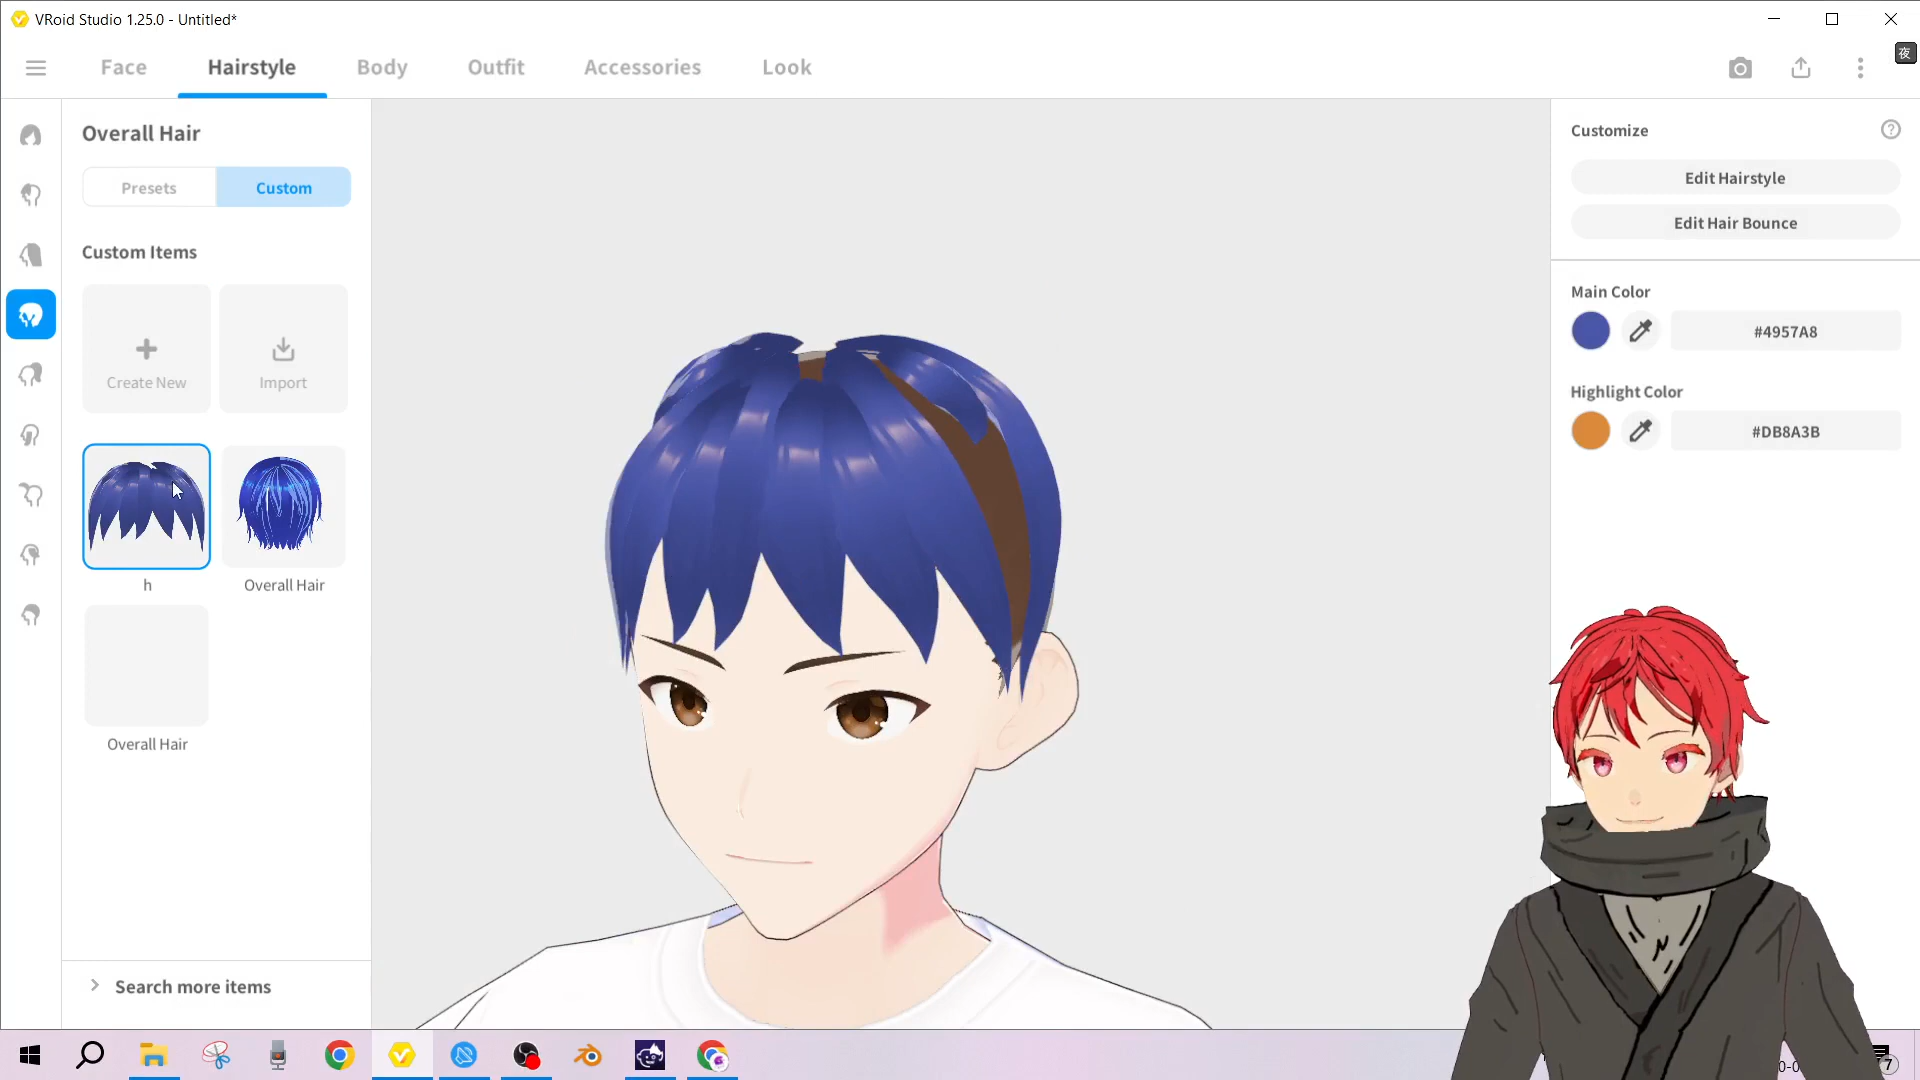 VRoid Studio 1.25.0 - Untitled*
夜
Face
Hairstyle
Body
Outfit
Accessories
Look
Overall Hair
Presets
Custom
Custom Items
Create New
Import
h
Overall Hair
Overall Hair
Search more items
Customize
Edit Hairstyle
Edit Hair Bounce
Main Color
#4957A8
Highlight Color
#DB8A3B
7